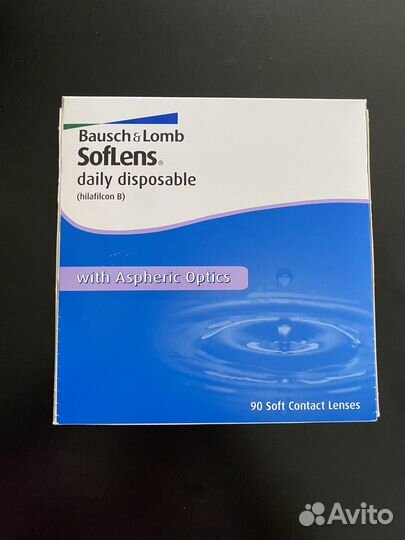 Bausch & Lomb
SofLens®
daily disposable
(hilafilcon B)
with Aspheric Optics
90 Soft Contact Lenses
Avito